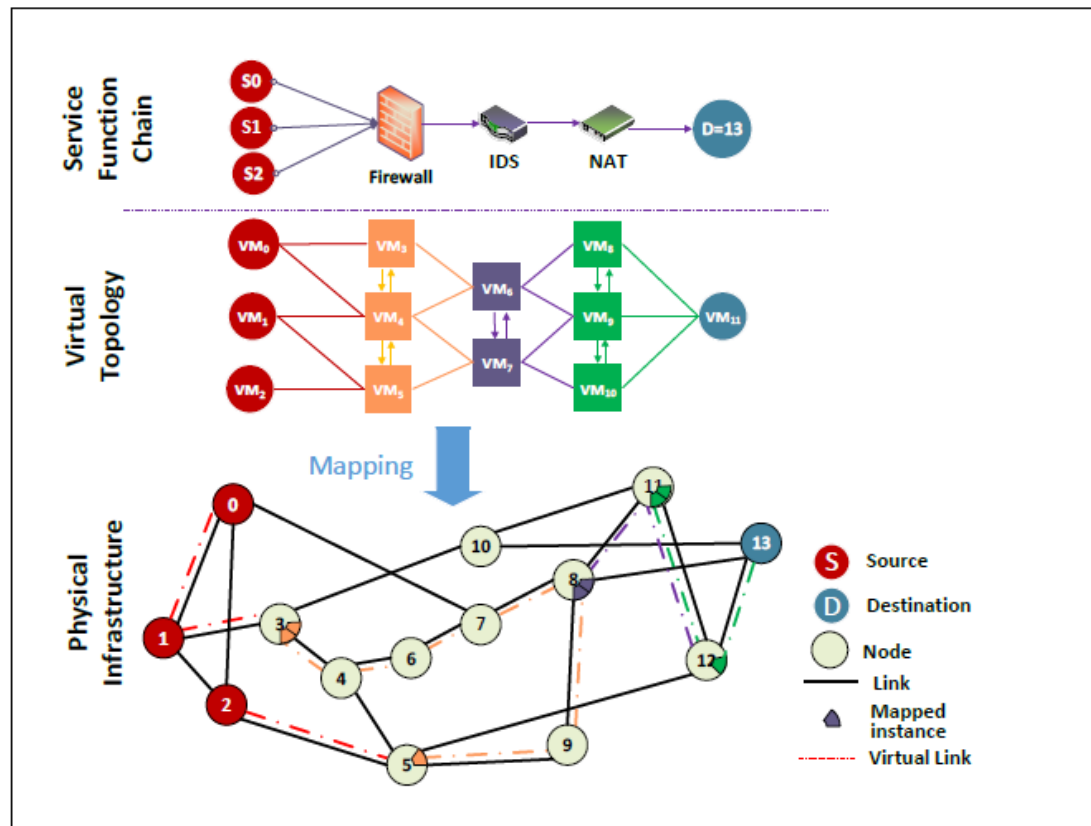 Service
Function
Chain
S0
S1
S2
Firewall
IDS
NAT
D=13
Virtual
Topology
VM₀
VM₁
VM₂
VM₃
VM₄
VM₅
VM₆
VM₇
VM₈
VM₉
VM₁₀
VM₁₁
Mapping
Physical
Infrastructure
0
1
2
3
4
5
6
7
8
9
10
11
12
13
S Source
D Destination
Node
Link
Mapped
instance
Virtual Link